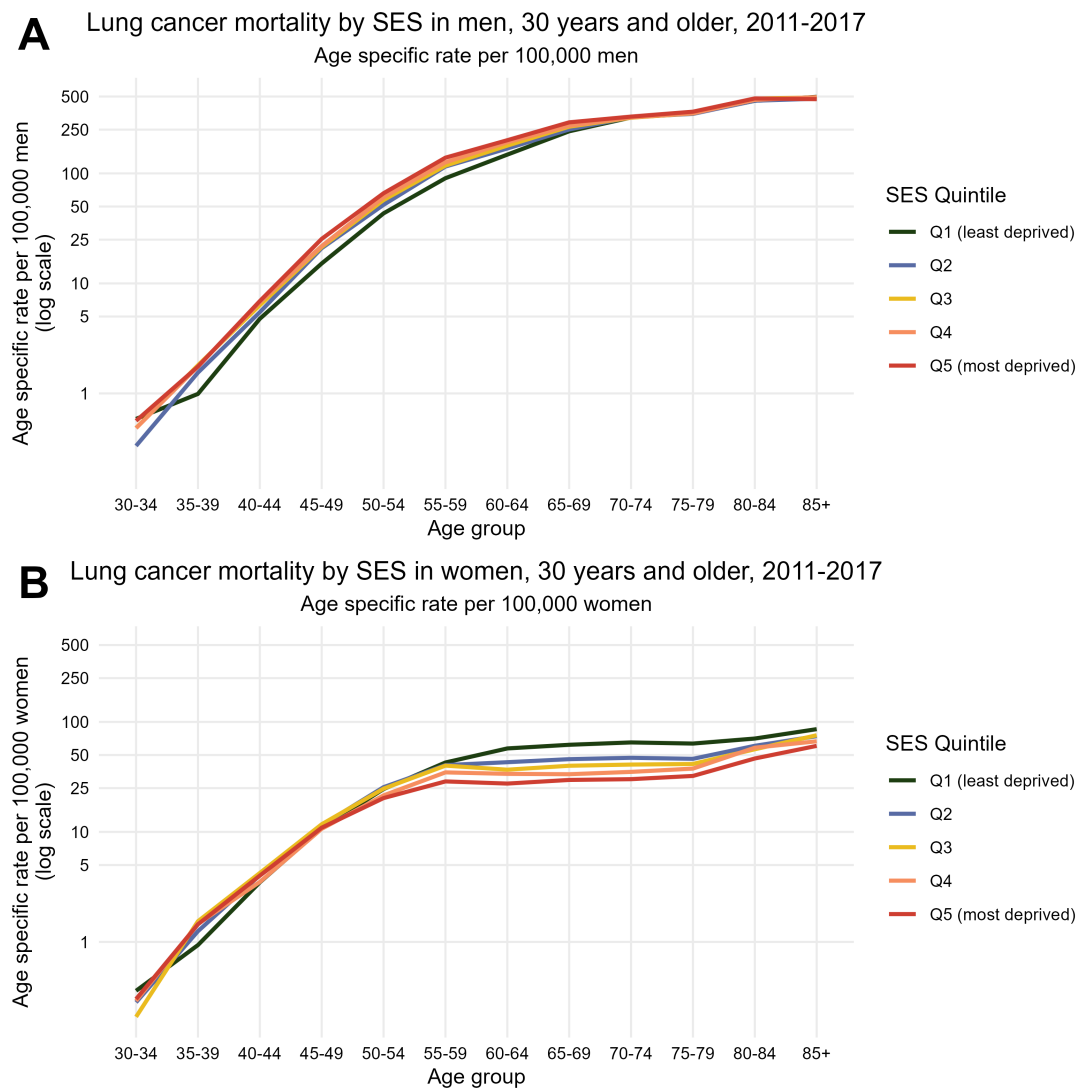 A
Lung cancer mortality by SES in men, 30 years and older, 2011-2017
Age specific rate per 100,000 men
Age specific rate per 100,000 men
(log scale)
500
250
100
50
25
10
5
1
30-34 35-39 40-44 45-49 50-54 55-59 60-64 65-69 70-74 75-79 80-84 85+
Age group
SES Quintile
Q1 (least deprived)
Q2
Q3
Q4
Q5 (most deprived)
B
Lung cancer mortality by SES in women, 30 years and older, 2011-2017
Age specific rate per 100,000 women
Age specific rate per 100,000 women
(log scale)
500
250
100
50
25
10
5
1
30-34 35-39 40-44 45-49 50-54 55-59 60-64 65-69 70-74 75-79 80-84 85+
Age group
SES Quintile
Q1 (least deprived)
Q2
Q3
Q4
Q5 (most deprived)